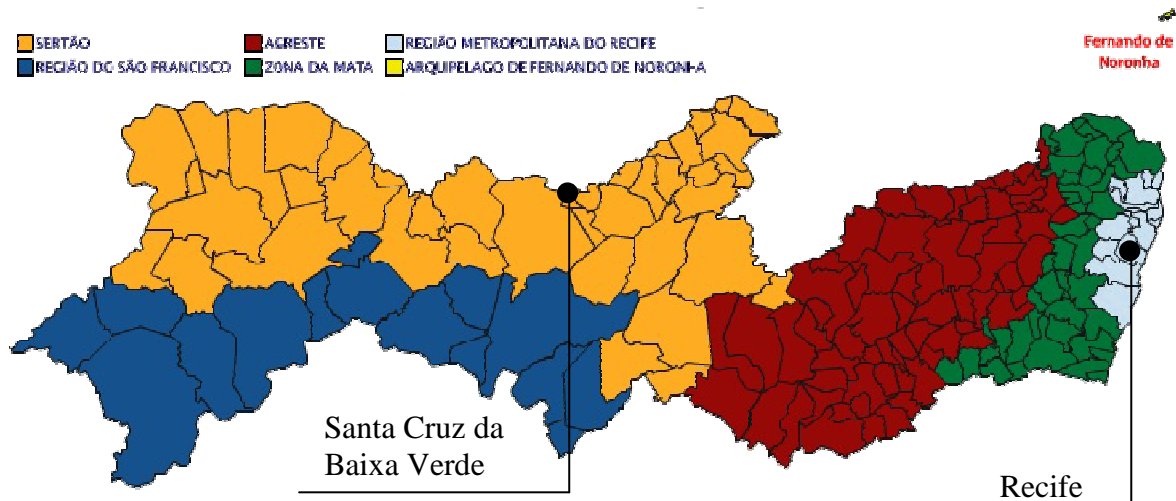 SERTÃO
AGRESTE
REGIÃO METROPOLITANA DO RECIFE
REGIÃO DO SÃO FRANCISCO
ZONA DA MATA
ARQUIPELAGO DE FERNANDO DE NORONHA
Fernando de
Noronha
Santa Cruz da
Baixa Verde
Recife